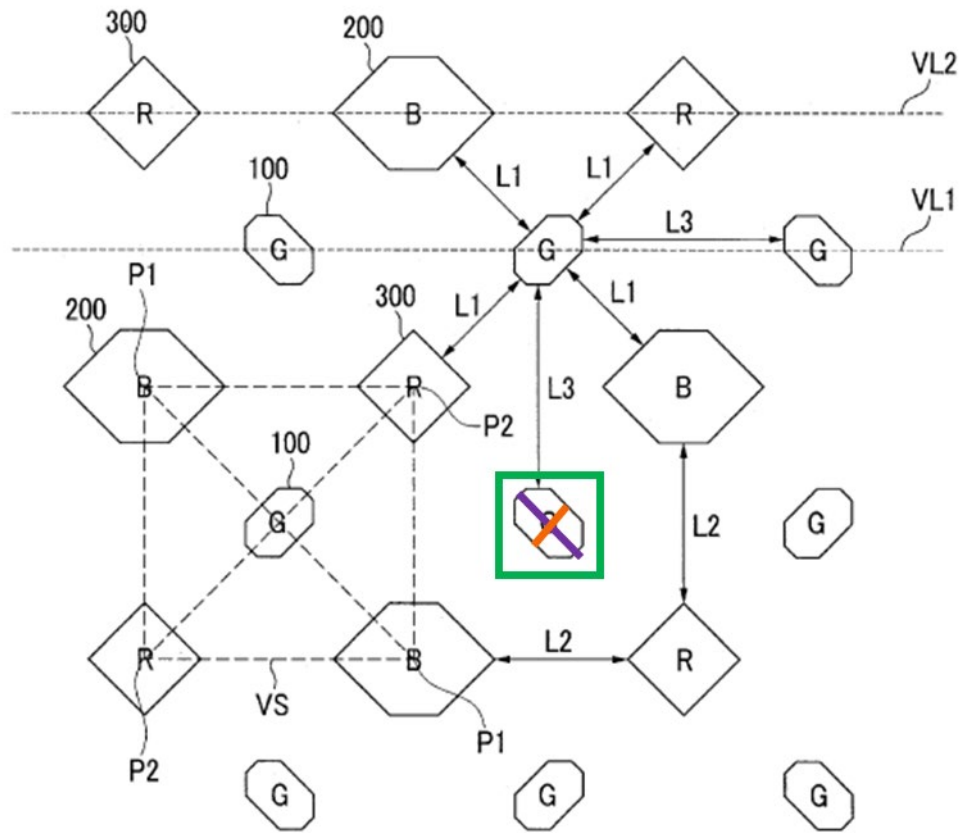 300 200
VL2
R B R
100 L1 L1
VL1
G G L3 G
P1
200 300 L1 L1
B R L3 B
P2
100
G G L2
R B L2 R
VS
P1
P2
G G G